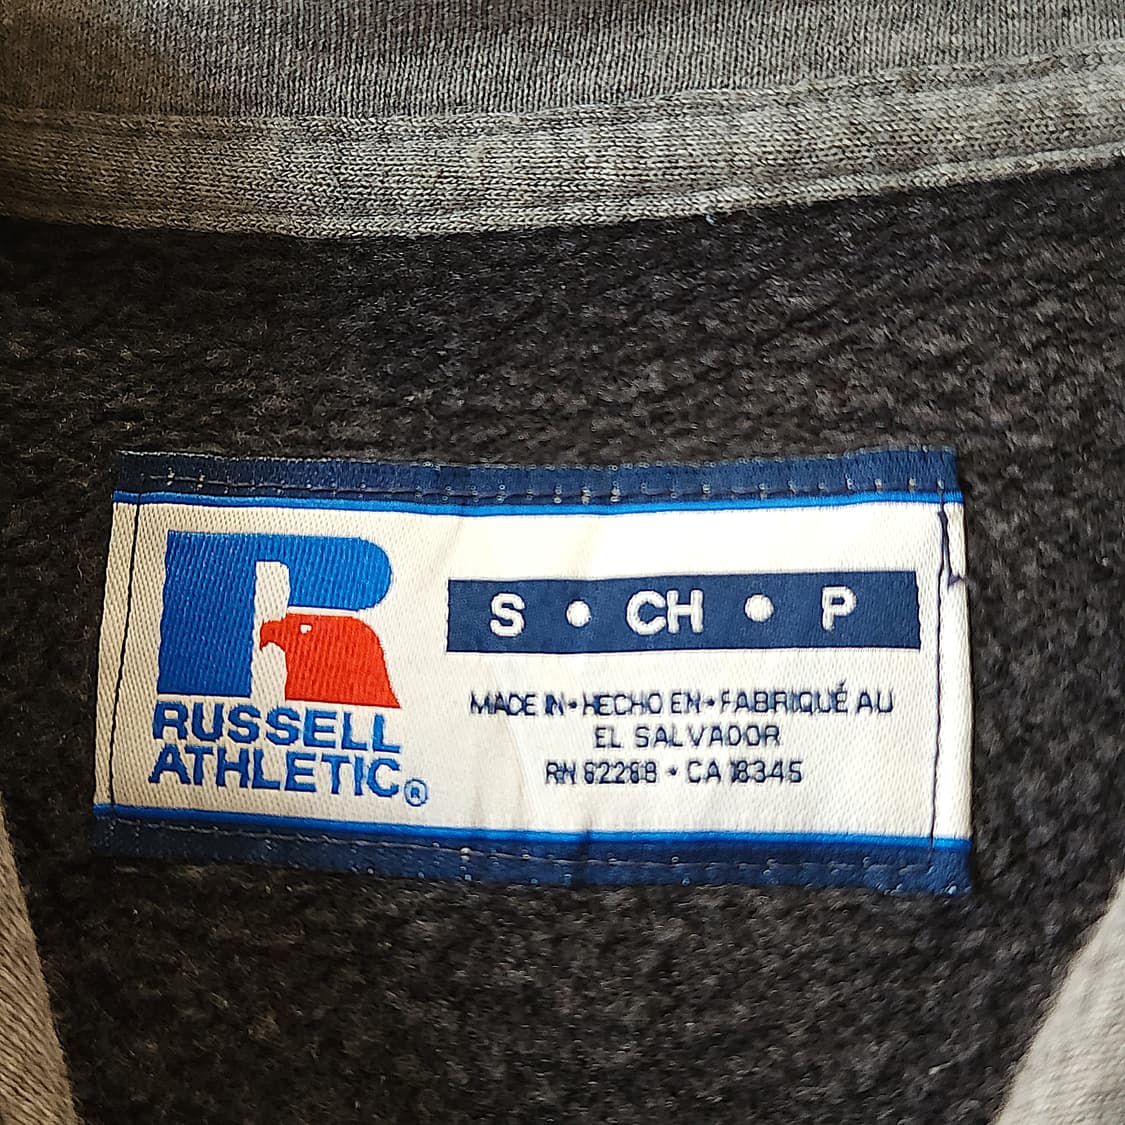 S • CH • P
MADE IN • HECHO EN • FABRIQUÉ AU
EL SALVADOR
RN 62288 • CA 18345
RUSSELL
ATHLETIC®